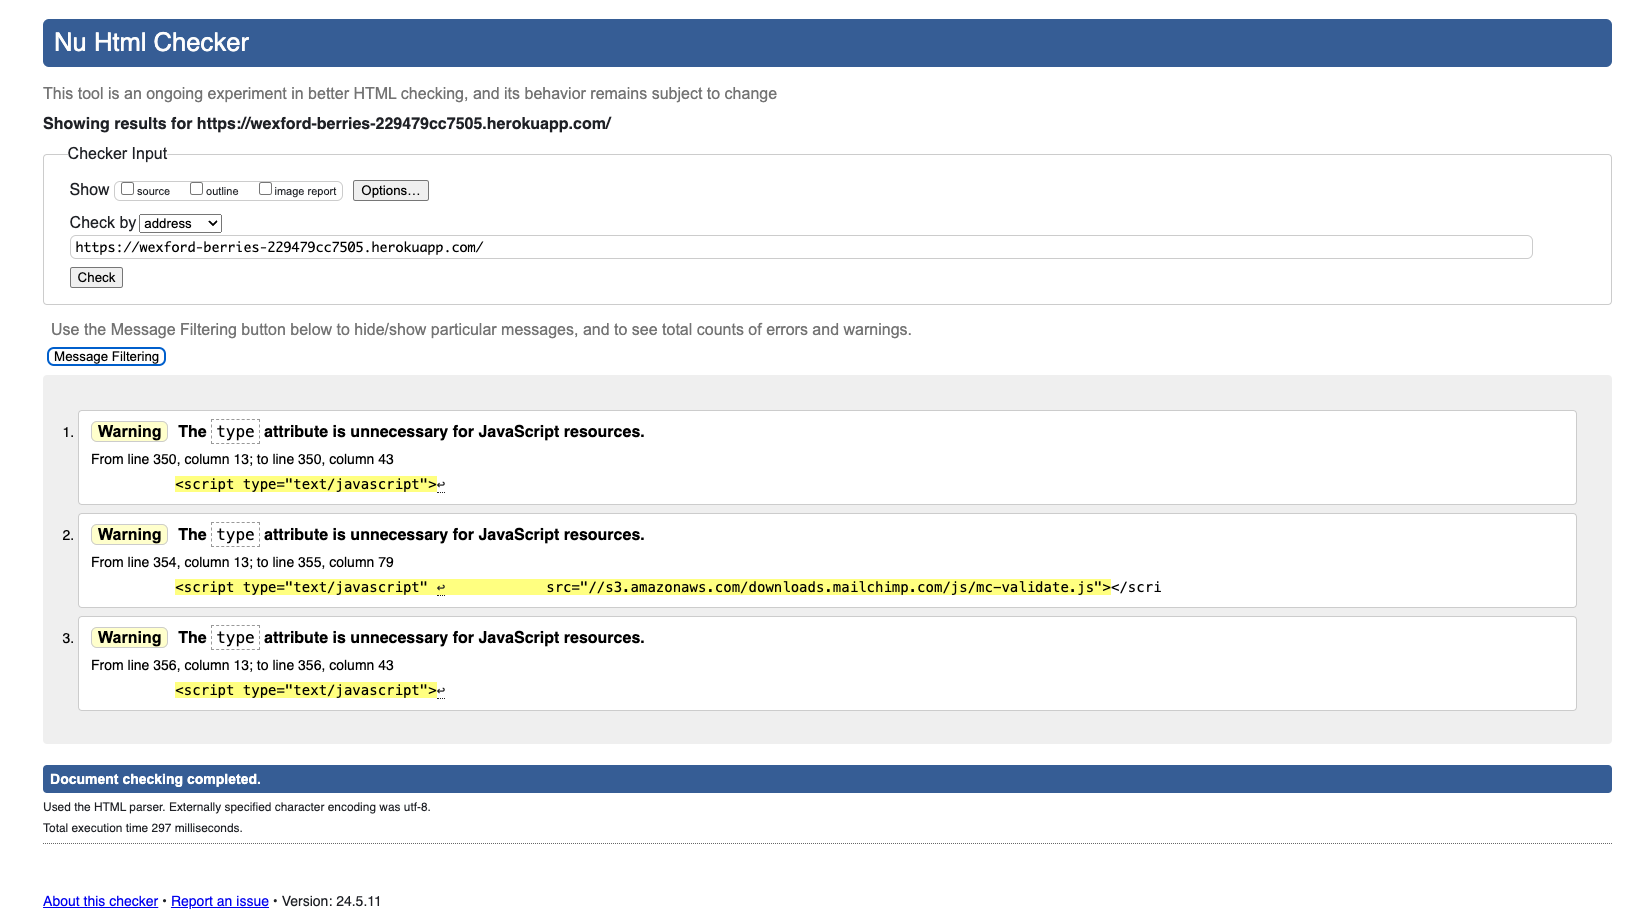 Nu Html Checker
This tool is an ongoing experiment in better HTML checking, and its behavior remains subject to change
Showing results for https://wexford-berries-229479cc7505.herokuapp.com/
Checker Input
Show source outline image report Options...
Check by address
https://wexford-berries-229479cc7505.herokuapp.com/
Check
Use the Message Filtering button below to hide/show particular messages, and to see total counts of errors and warnings.
Message Filtering
1. Warning The type attribute is unnecessary for JavaScript resources.
From line 350, column 13; to line 350, column 43
<script type="text/javascript">↩
2. Warning The type attribute is unnecessary for JavaScript resources.
From line 354, column 13; to line 355, column 79
<script type="text/javascript" ↩ src="//s3.amazonaws.com/downloads.mailchimp.com/js/mc-validate.js"></scri
3. Warning The type attribute is unnecessary for JavaScript resources.
From line 356, column 13; to line 356, column 43
<script type="text/javascript">↩
Document checking completed.
Used the HTML parser. Externally specified character encoding was utf-8.
Total execution time 297 milliseconds.
About this checker • Report an issue • Version: 24.5.11